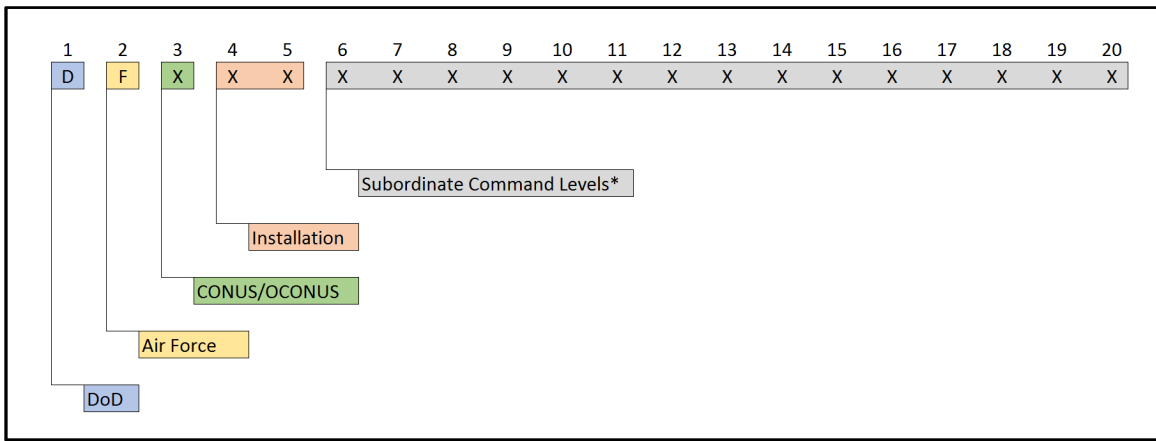 1 2 3 4 5 6 7 8 9 10 11 12 13 14 15 16 17 18 19 20
D F X X X X X X X X X X X X X X X X X X
Subordinate Command Levels*
Installation
CONUS/OCONUS
Air Force
DoD